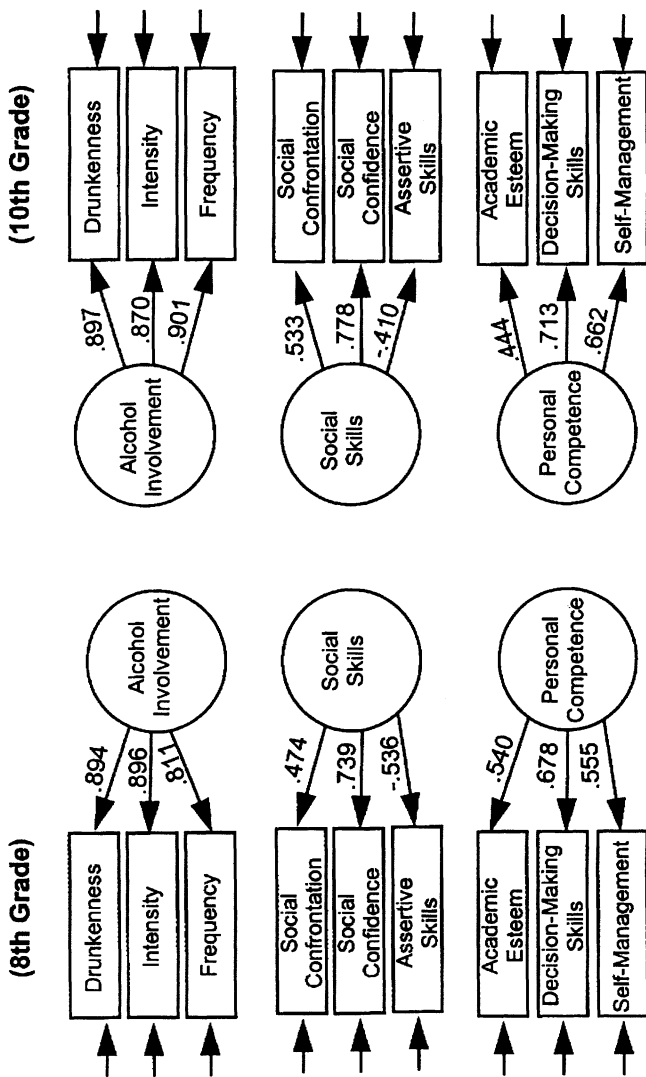 (8th Grade)
(10th Grade)
Drunkenness
Intensity
Frequency
.894
.896
.811
Alcohol
Involvement
Alcohol
Involvement
.897
.870
.901
Drunkenness
Intensity
Frequency
Social
Confrontation
Social
Confidence
Assertive
Skills
.474
.739
-.536
Social
Skills
Social
Skills
.533
.778
-.410
Social
Confrontation
Social
Confidence
Assertive
Skills
Academic
Esteem
Decision-Making
Skills
Self-Management
.540
.678
.555
Personal
Competence
Personal
Competence
.444
.713
.662
Academic
Esteem
Decision-Making
Skills
Self-Management